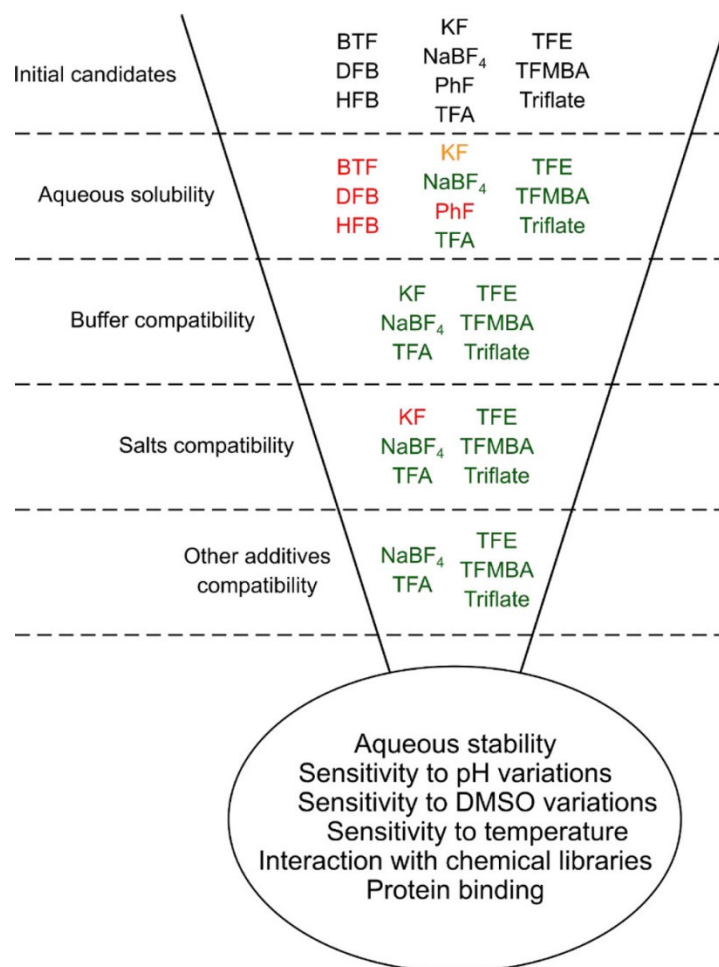 Initial candidates
BTF
DFB
HFB
KF
NaBF₄
PhF
TFA
TFE
TFMBA
Triflate
Aqueous solubility
BTF
DFB
HFB
KF
NaBF₄
PhF
TFA
TFE
TFMBA
Triflate
Buffer compatibility
KF
NaBF₄
TFA
TFE
TFMBA
Triflate
Salts compatibility
KF
NaBF₄
TFA
TFE
TFMBA
Triflate
Other additives
compatibility
NaBF₄
TFA
TFE
TFMBA
Triflate
Aqueous stability
Sensitivity to pH variations
Sensitivity to DMSO variations
Sensitivity to temperature
Interaction with chemical libraries
Protein binding